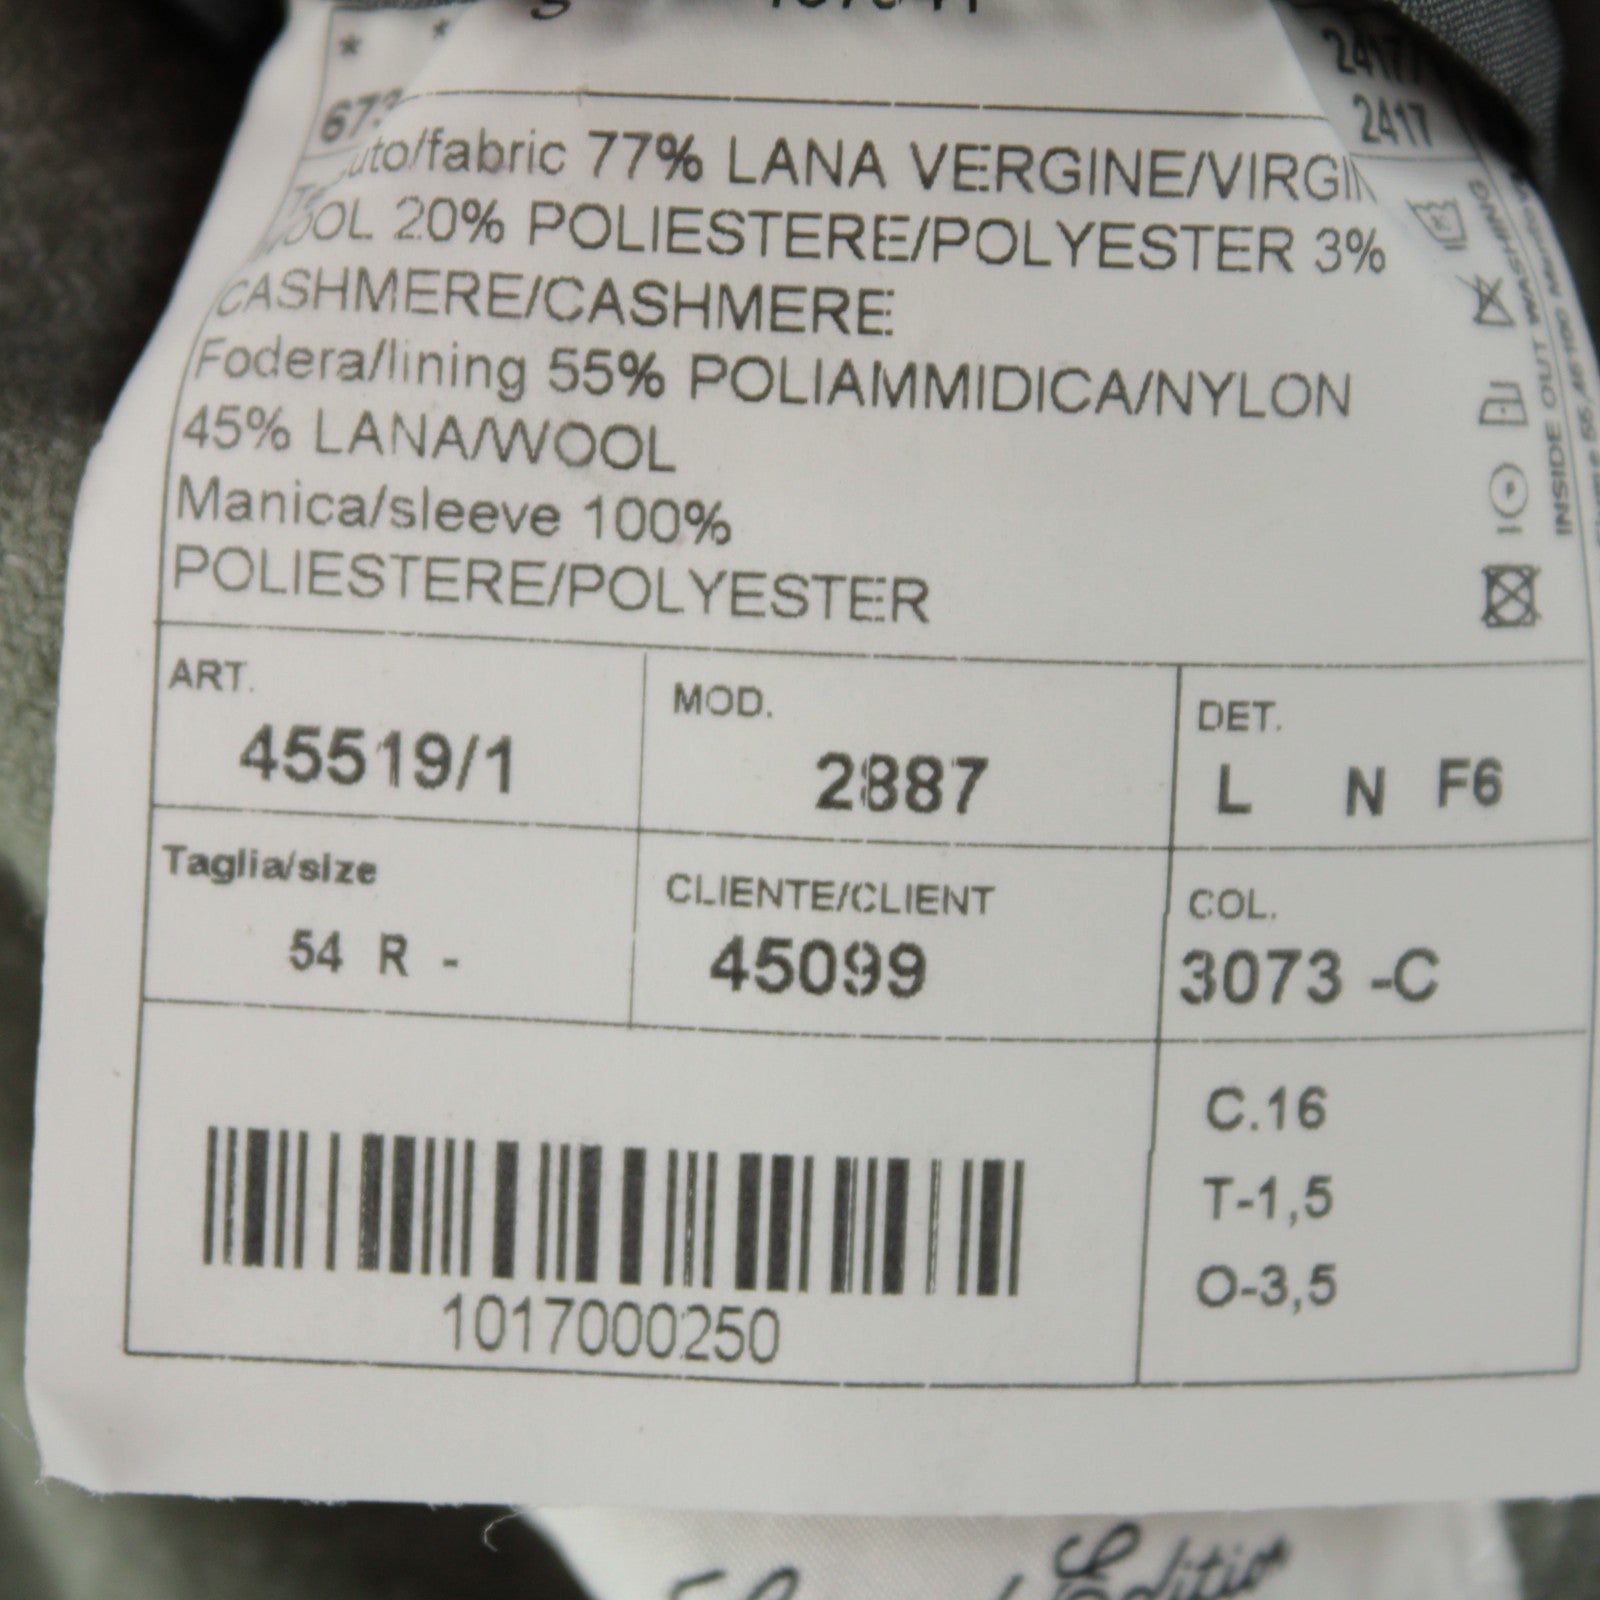 * *
2417
2417
fabric 77% LANA VERGINE/VIRGIN
20% POLIESTERE/POLYESTER 3%
CASHMERE/CASHMERE
Fodera/lining 55% POLIAMMIDICA/NYLON
45% LANA/WOOL
Manica/sleeve 100%
POLIESTERE/POLYESTER
INSIDE OUT WASHING
ART.
45519/1
MOD.
2887
DET.
L N F6
Taglia/size
54 R -
CLIENTE/CLIENT
45099
COL.
3073 -C
1017000250
C.16
T-1,5
O-3,5
Edition